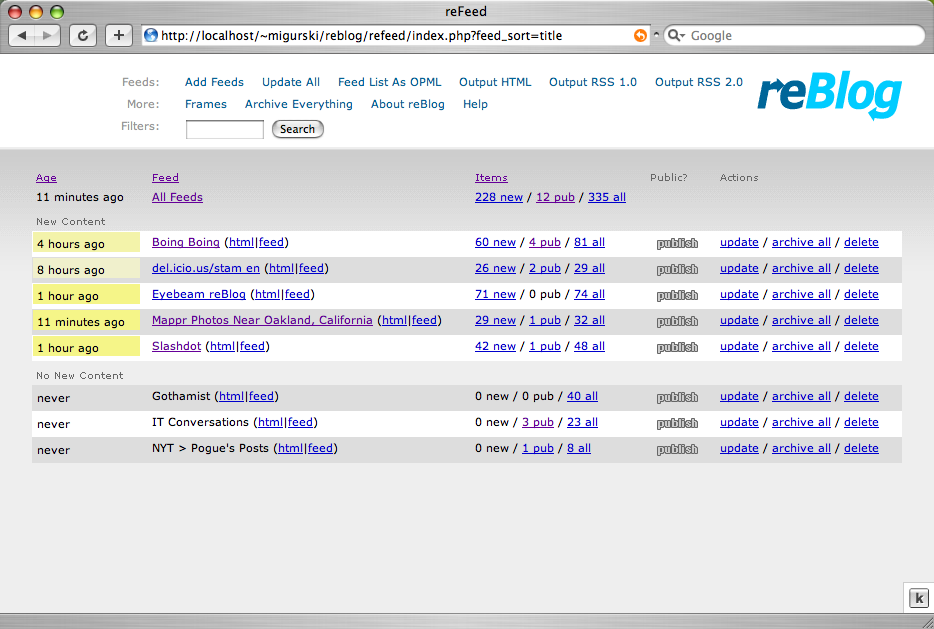 reFeed
http://localhost/~migurski/reblog/refeed/index.php?feed_sort=title Google
Feeds: Add Feeds Update All Feed List As OPML Output HTML Output RSS 1.0 Output RSS 2.0
reBlog
More: Frames Archive Everything About reBlog Help
Filters: Search
Age Feed Items Public? Actions
11 minutes ago All Feeds 228 new / 12 pub / 335 all
New Content
4 hours ago Boing Boing (html|feed) 60 new / 4 pub / 81 all publish update / archive all / delete
8 hours ago del.icio.us/stam en (html|feed) 26 new / 2 pub / 29 all publish update / archive all / delete
1 hour ago Eyebeam reBlog (html|feed) 71 new / 0 pub / 74 all publish update / archive all / delete
11 minutes ago Mappr Photos Near Oakland, California (html|feed) 29 new / 1 pub / 32 all publish update / archive all / delete
1 hour ago Slashdot (html|feed) 42 new / 1 pub / 48 all publish update / archive all / delete
No New Content
never Gothamist (html|feed) 0 new / 0 pub / 40 all publish update / archive all / delete
never IT Conversations (html|feed) 0 new / 3 pub / 23 all publish update / archive all / delete
never NYT > Pogue's Posts (html|feed) 0 new / 1 pub / 8 all publish update / archive all / delete
k